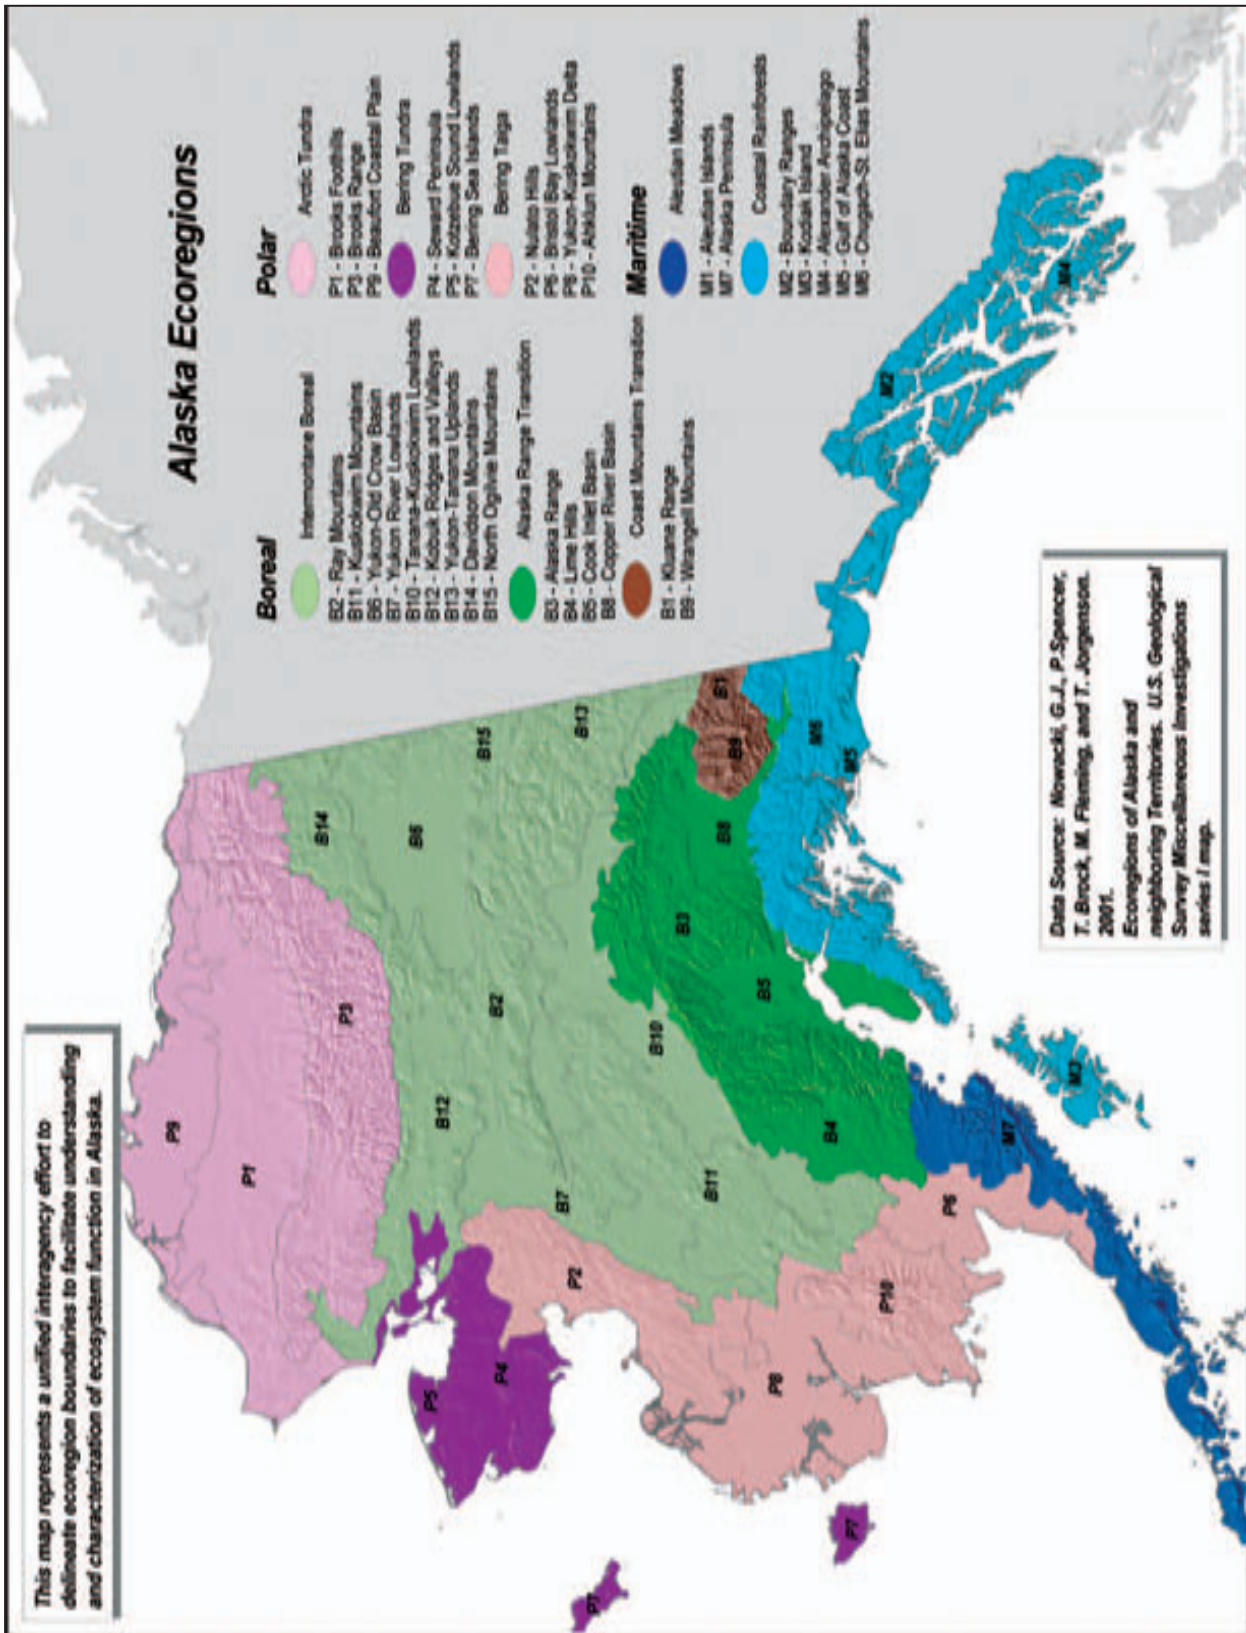 This map represents a unified interagency effort to
delineate ecoregion boundaries to facilitate understanding
and characterization of ecosystem function in Alaska.
Alaska Ecoregions
Boreal
Intermontane Boreal
B2 - Ray Mountains
B11 - Kuskokwim Mountains
B6 - Yukon-Old Crow Basin
B7 - Yukon River Lowlands
B10 - Tanana-Kuskokwim Lowlands
B12 - Kobuk Ridges and Valleys
B13 - Yukon-Tanana Uplands
B14 - Davidson Mountains
B15 - North Ogilvie Mountains
Alaska Range Transition
B3 - Alaska Range
B4 - Lime Hills
B5 - Cook Inlet Basin
B8 - Copper River Basin
Coast Mountains Transition
B1 - Kluane Range
B9 - Wrangell Mountains
Polar
Arctic Tundra
P1 - Brooks Foothills
P3 - Brooks Range
P9 - Beaufort Coastal Plain
Bering Tundra
P4 - Seward Peninsula
P5 - Kotzebue Sound Lowlands
P7 - Bering Sea Islands
Bering Taiga
P2 - Nulato Hills
P6 - Bristol Bay Lowlands
P8 - Yukon-Kuskokwim Delta
P10 - Ahklun Mountains
Maritime
Aleutian Meadows
M1 - Aleutian Islands
M7 - Alaska Peninsula
Coastal Rainforests
M2 - Boundary Ranges
M3 - Kodiak Island
M4 - Alexander Archipelago
M5 - Gulf of Alaska Coast
M6 - Chugach-St. Elias Mountains
P9
P1
P3
B14
B6
B15
B13
B12
B2
B7
B10
B11
P5
P4
P2
P7
P7
P8
P10
P6
B4
B5
B3
B8
B9
B1
M6
M5
M2
M4
M7
M3
Data Source: Nowacki, G.J., P.Spencer,
T. Brock, M. Fleming, and T. Jorgenson.
2001.
Ecoregions of Alaska and
neighboring Territories. U.S. Geological
Survey Miscellaneous Investigations
series I map.